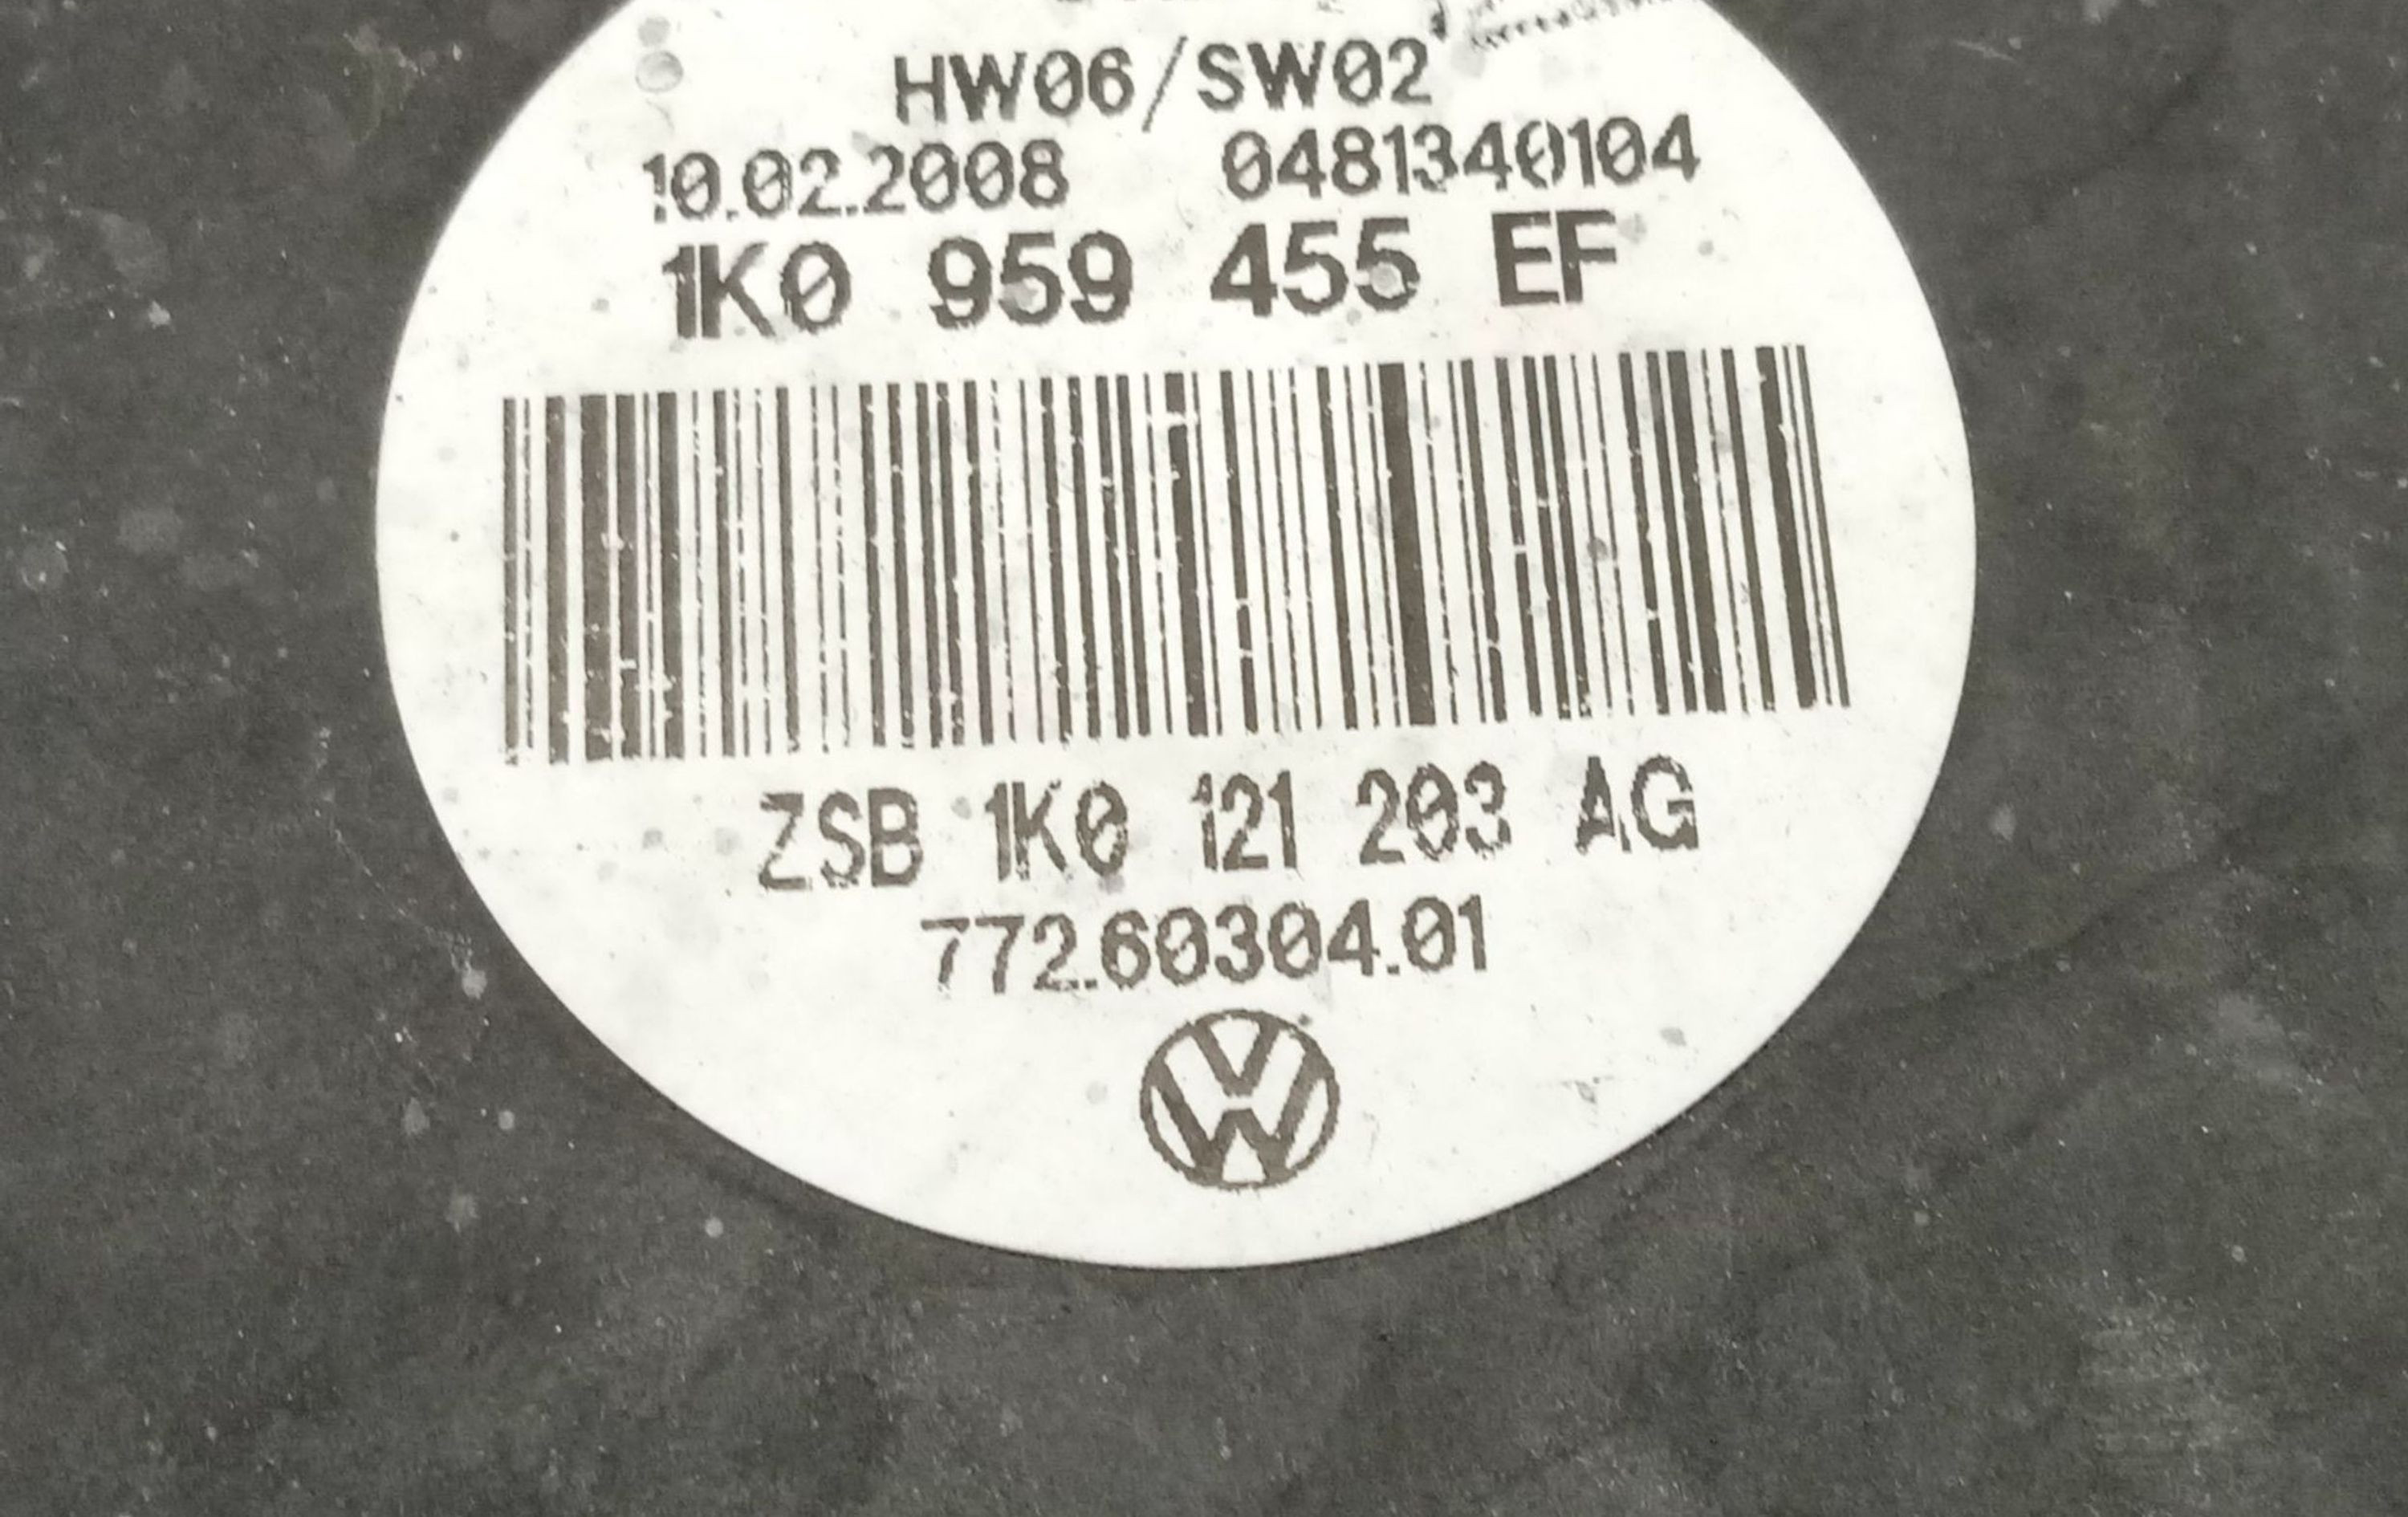 HW06/SW02
10.02.2008 0481340104
1K0 959 455 EF
ZSB 1K0 121 203 AG
772.60304.01